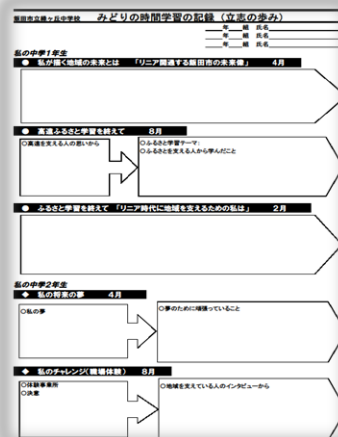 飯田市立緑ヶ丘中学校 みどりの時間学習の記録（立志の歩み）
年 組 氏名
年 組 氏名
年 組 氏名
私の中学1年生
● 私が描く地域の未来とは 「リニア開通する飯田市の未来像」 4月
● 高遠ふるさと学習を終えて 8月
○高遠を支える人の思いから
○ふるさと学習テーマ：
○ふるさとを支える人から学んだこと
● ふるさと学習を終えて 「リニア時代に地域を支えるための私は」 2月
私の中学2年生
◆ 私の将来の夢 4月
○私の夢
○夢のために頑張っていること
◆ 私のチャレンジ（職場体験） 8月
○体験事業所
○決意
○地域を支えている人のインタビューから